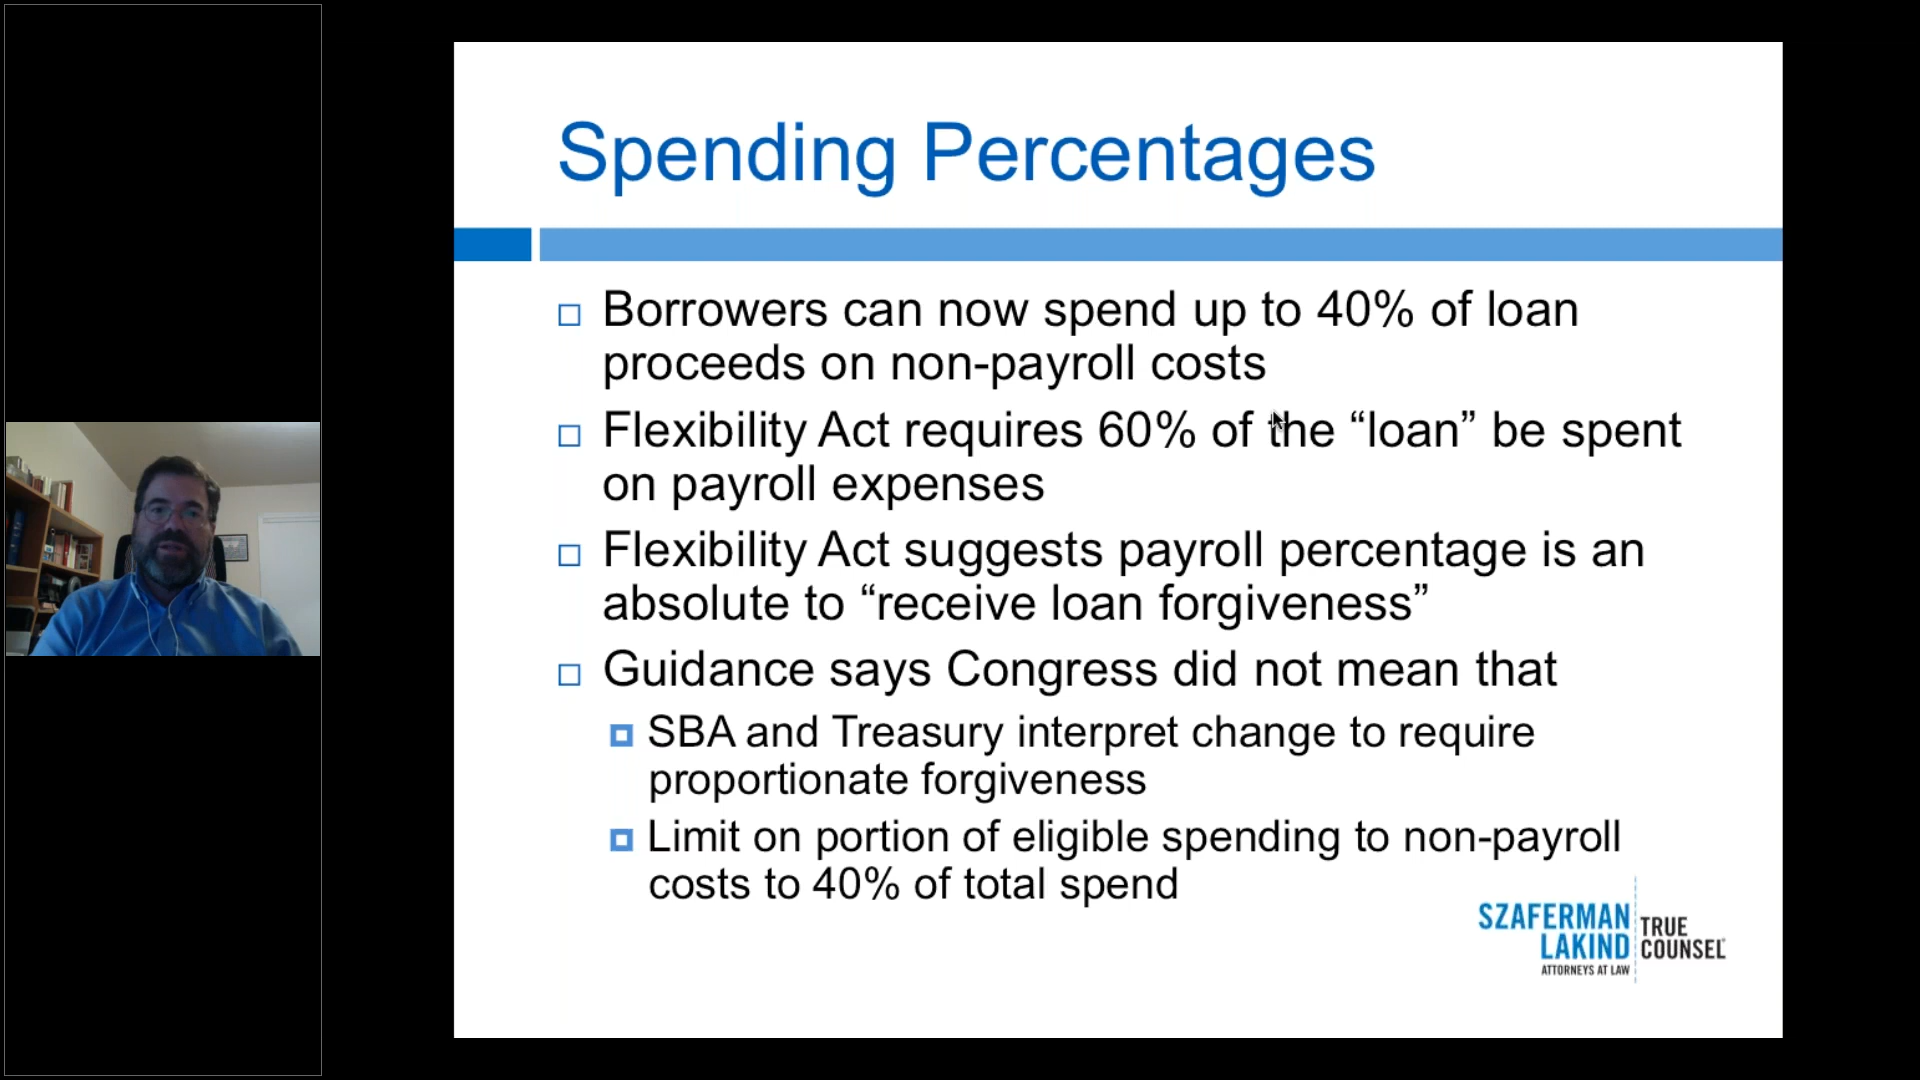 Spending Percentages
Borrowers can now spend up to 40% of loan
proceeds on non-payroll costs
Flexibility Act requires 60% of the “loan” be spent
on payroll expenses
Flexibility Act suggests payroll percentage is an
absolute to “receive loan forgiveness”
Guidance says Congress did not mean that
SBA and Treasury interpret change to require
proportionate forgiveness
Limit on portion of eligible spending to non-payroll
costs to 40% of total spend
SZAFERMAN
LAKIND
ATTORNEYS AT LAW
TRUE
COUNSEL